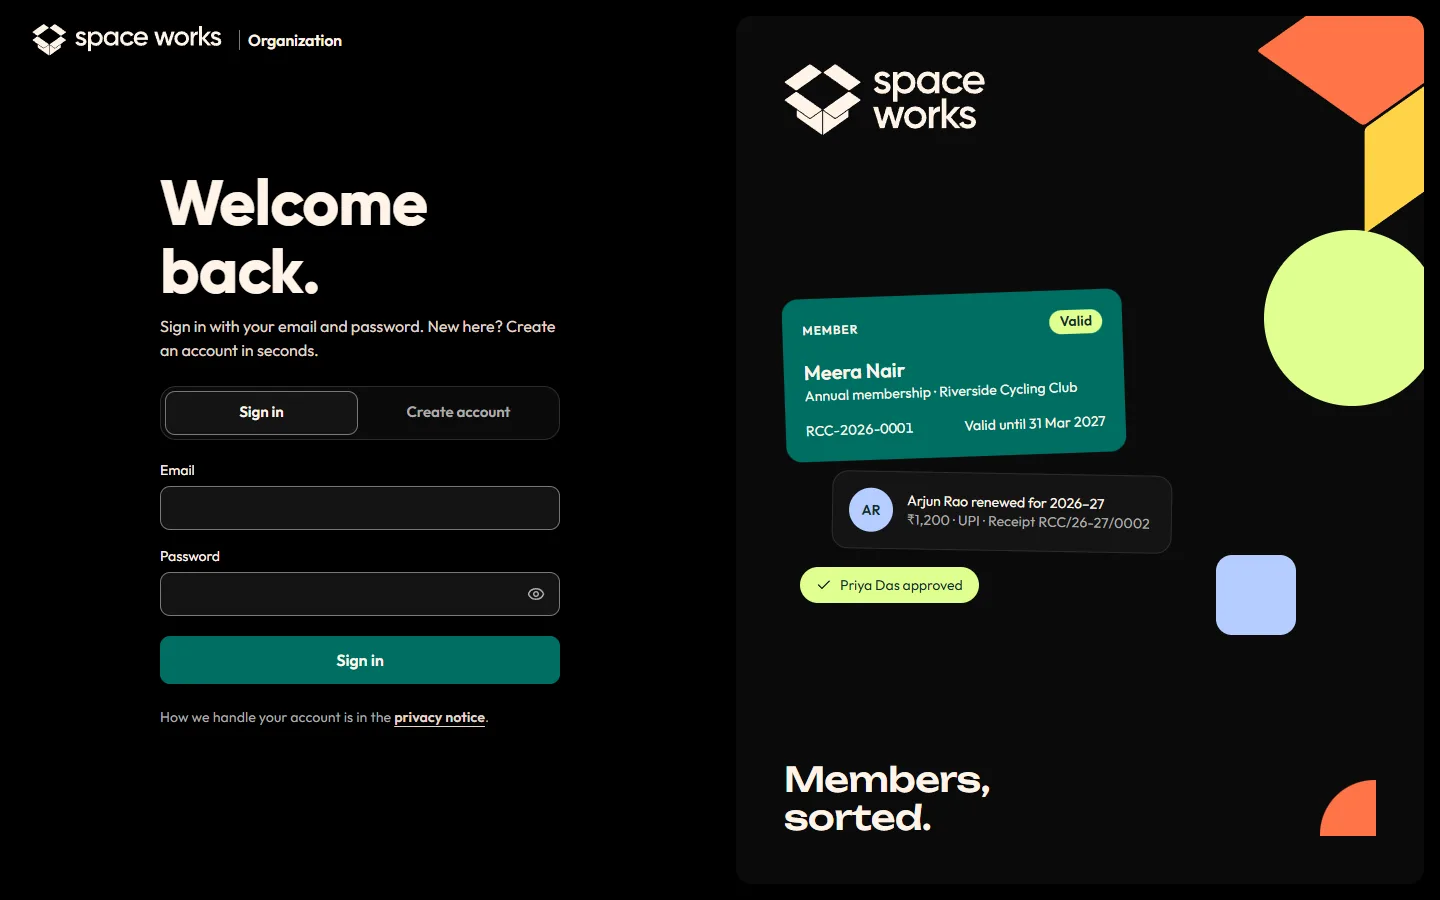 space works
Organization
Welcome
back.
Sign in with your email and password. New here? Create
an account in seconds.
Sign in
Create account
Email
Password
Sign in
How we handle your account is in the privacy notice.
space
works
MEMBER
Valid
Meera Nair
Annual membership · Riverside Cycling Club
RCC-2026-0001
Valid until 31 Mar 2027
AR
Arjun Rao renewed for 2026–27
₹1,200 · UPI · Receipt RCC/26-27/0002
Priya Das approved
Members,
sorted.